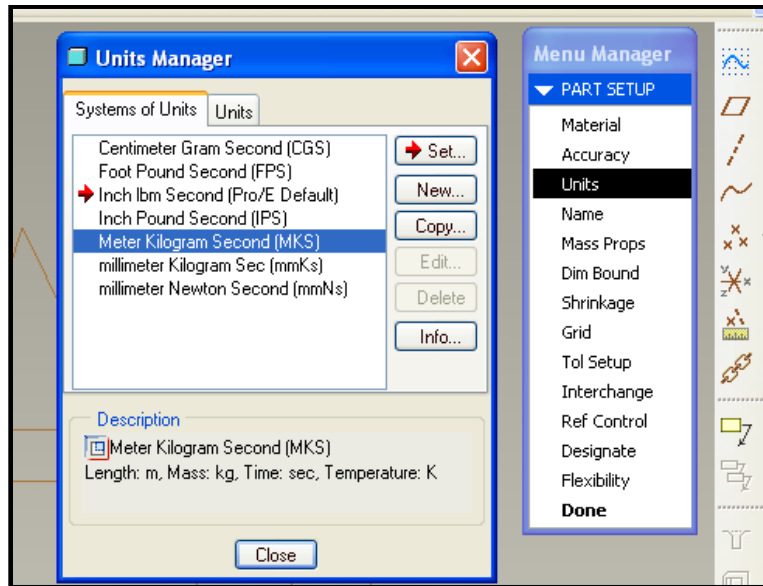 Units Manager
Systems of Units
Units
Centimeter Gram Second (CGS)
Foot Pound Second (FPS)
Inch lbm Second (Pro/E Default)
Inch Pound Second (IPS)
Meter Kilogram Second (MKS)
millimeter Kilogram Sec (mmKs)
millimeter Newton Second (mmNs)
Set...
New...
Copy...
Edit...
Delete
Info...
Description
Meter Kilogram Second (MKS)
Length: m, Mass: kg, Time: sec, Temperature: K
Close
Menu Manager
PART SETUP
Material
Accuracy
Units
Name
Mass Props
Dim Bound
Shrinkage
Grid
Tol Setup
Interchange
Ref Control
Designate
Flexibility
Done